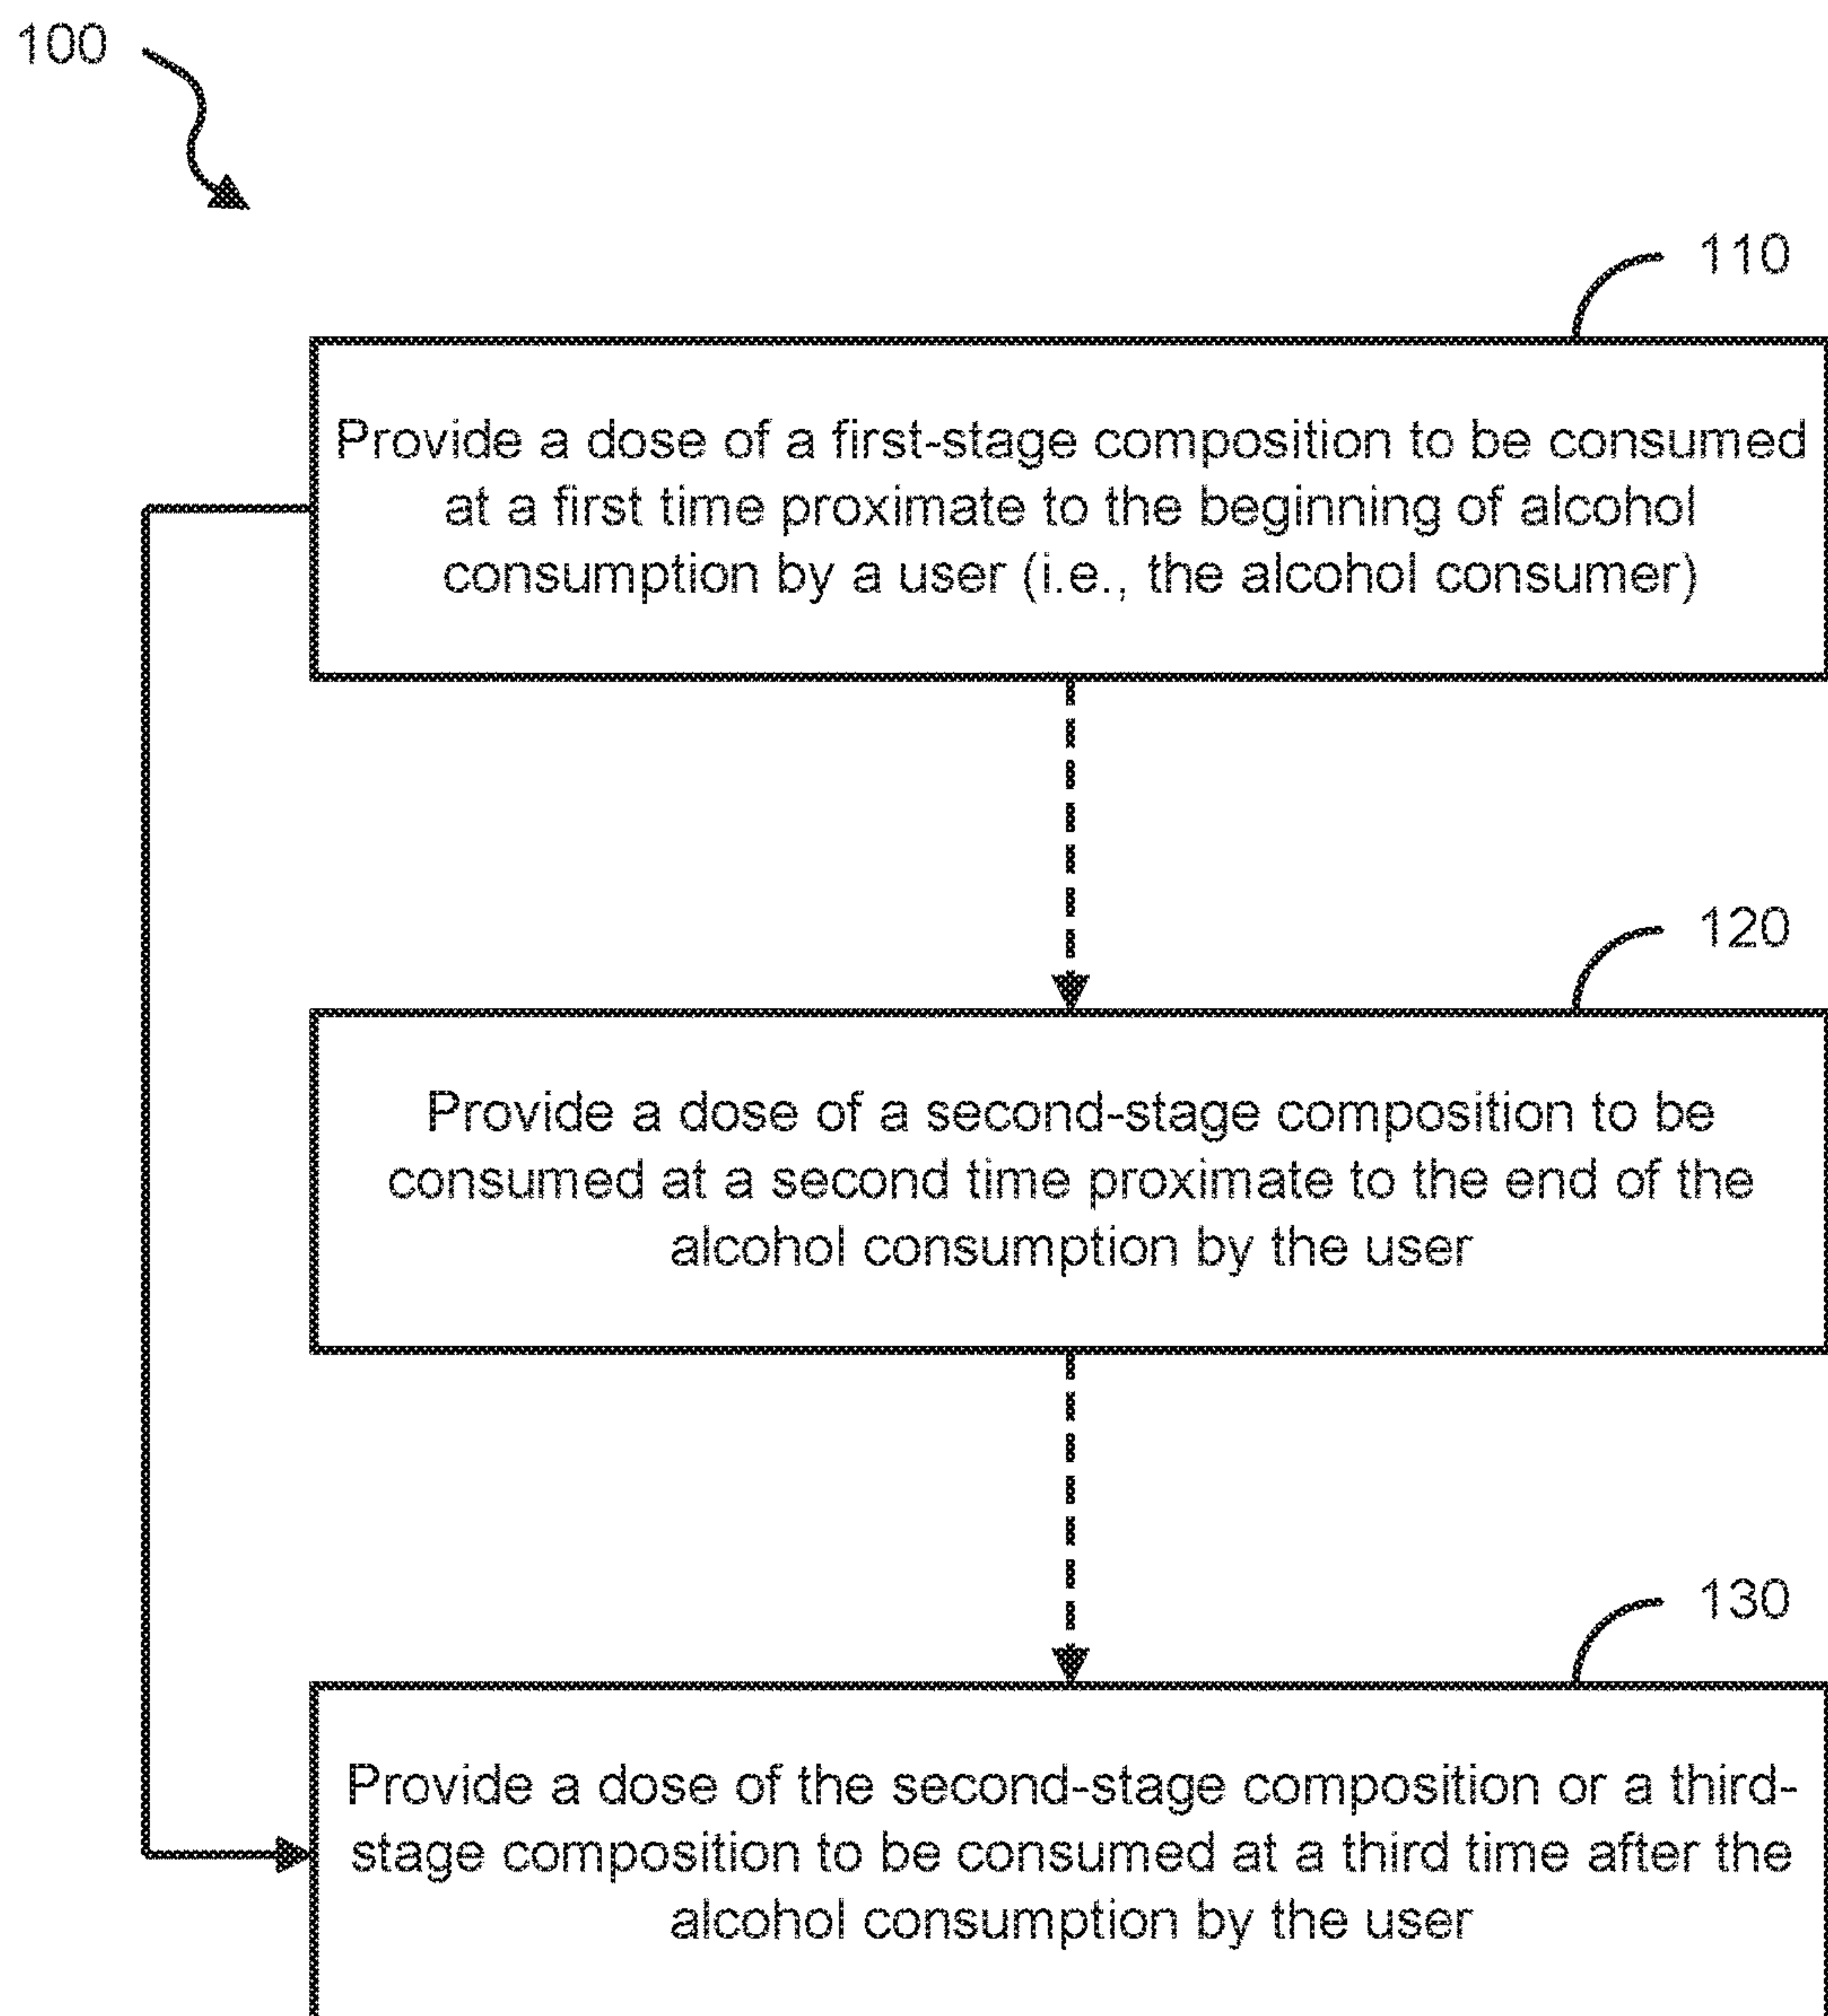 100
110
Provide a dose of a first-stage composition to be consumed
at a first time proximate to the beginning of alcohol
consumption by a user (i.e., the alcohol consumer)
120
Provide a dose of a second-stage composition to be
consumed at a second time proximate to the end of the
alcohol consumption by the user
130
Provide a dose of the second-stage composition or a third-
stage composition to be consumed at a third time after the
alcohol consumption by the user